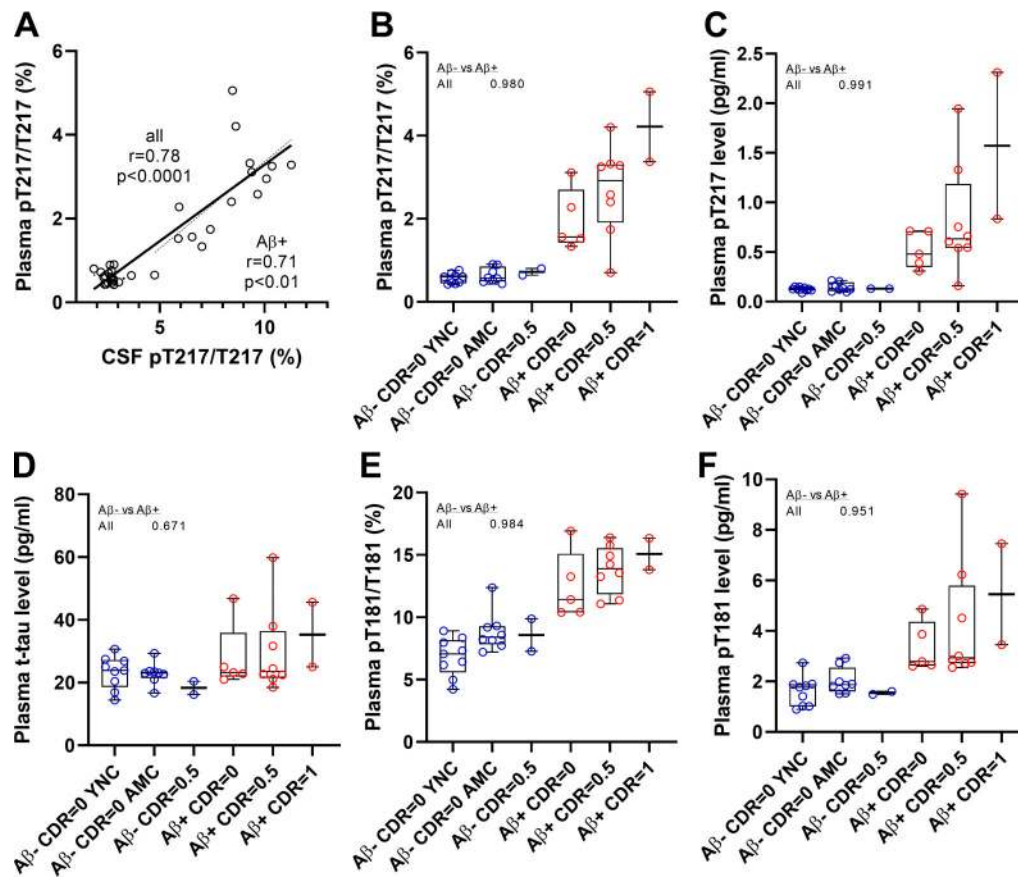 A
Plasma pT217/T217 (%)
6
4
2
0
all
r=0.78
p<0.0001
Aβ+
r=0.71
p<0.01
5
10
CSF pT217/T217 (%)
B
Plasma pT217/T217 (%)
6
4
2
0
Aβ- vs Aβ+
All 0.980
Aβ- CDR=0 YNC
Aβ- CDR=0 AMC
Aβ- CDR=0.5
Aβ+ CDR=0
Aβ+ CDR=0.5
Aβ+ CDR=1
C
Plasma pT217 level (pg/ml)
2.5
2.0
1.5
1.0
0.5
0.0
Aβ- vs Aβ+
All 0.991
Aβ- CDR=0 YNC
Aβ- CDR=0 AMC
Aβ- CDR=0.5
Aβ+ CDR=0
Aβ+ CDR=0.5
Aβ+ CDR=1
D
Plasma t-tau level (pg/ml)
80
60
40
20
0
Aβ- vs Aβ+
All 0.671
Aβ- CDR=0 YNC
Aβ- CDR=0 AMC
Aβ- CDR=0.5
Aβ+ CDR=0
Aβ+ CDR=0.5
Aβ+ CDR=1
E
Plasma pT181/T181 (%)
20
15
10
5
0
Aβ- vs Aβ+
All 0.984
Aβ- CDR=0 YNC
Aβ- CDR=0 AMC
Aβ- CDR=0.5
Aβ+ CDR=0
Aβ+ CDR=0.5
Aβ+ CDR=1
F
Plasma pT181 level (pg/ml)
10
8
6
4
2
0
Aβ- vs Aβ+
All 0.951
Aβ- CDR=0 YNC
Aβ- CDR=0 AMC
Aβ- CDR=0.5
Aβ+ CDR=0
Aβ+ CDR=0.5
Aβ+ CDR=1